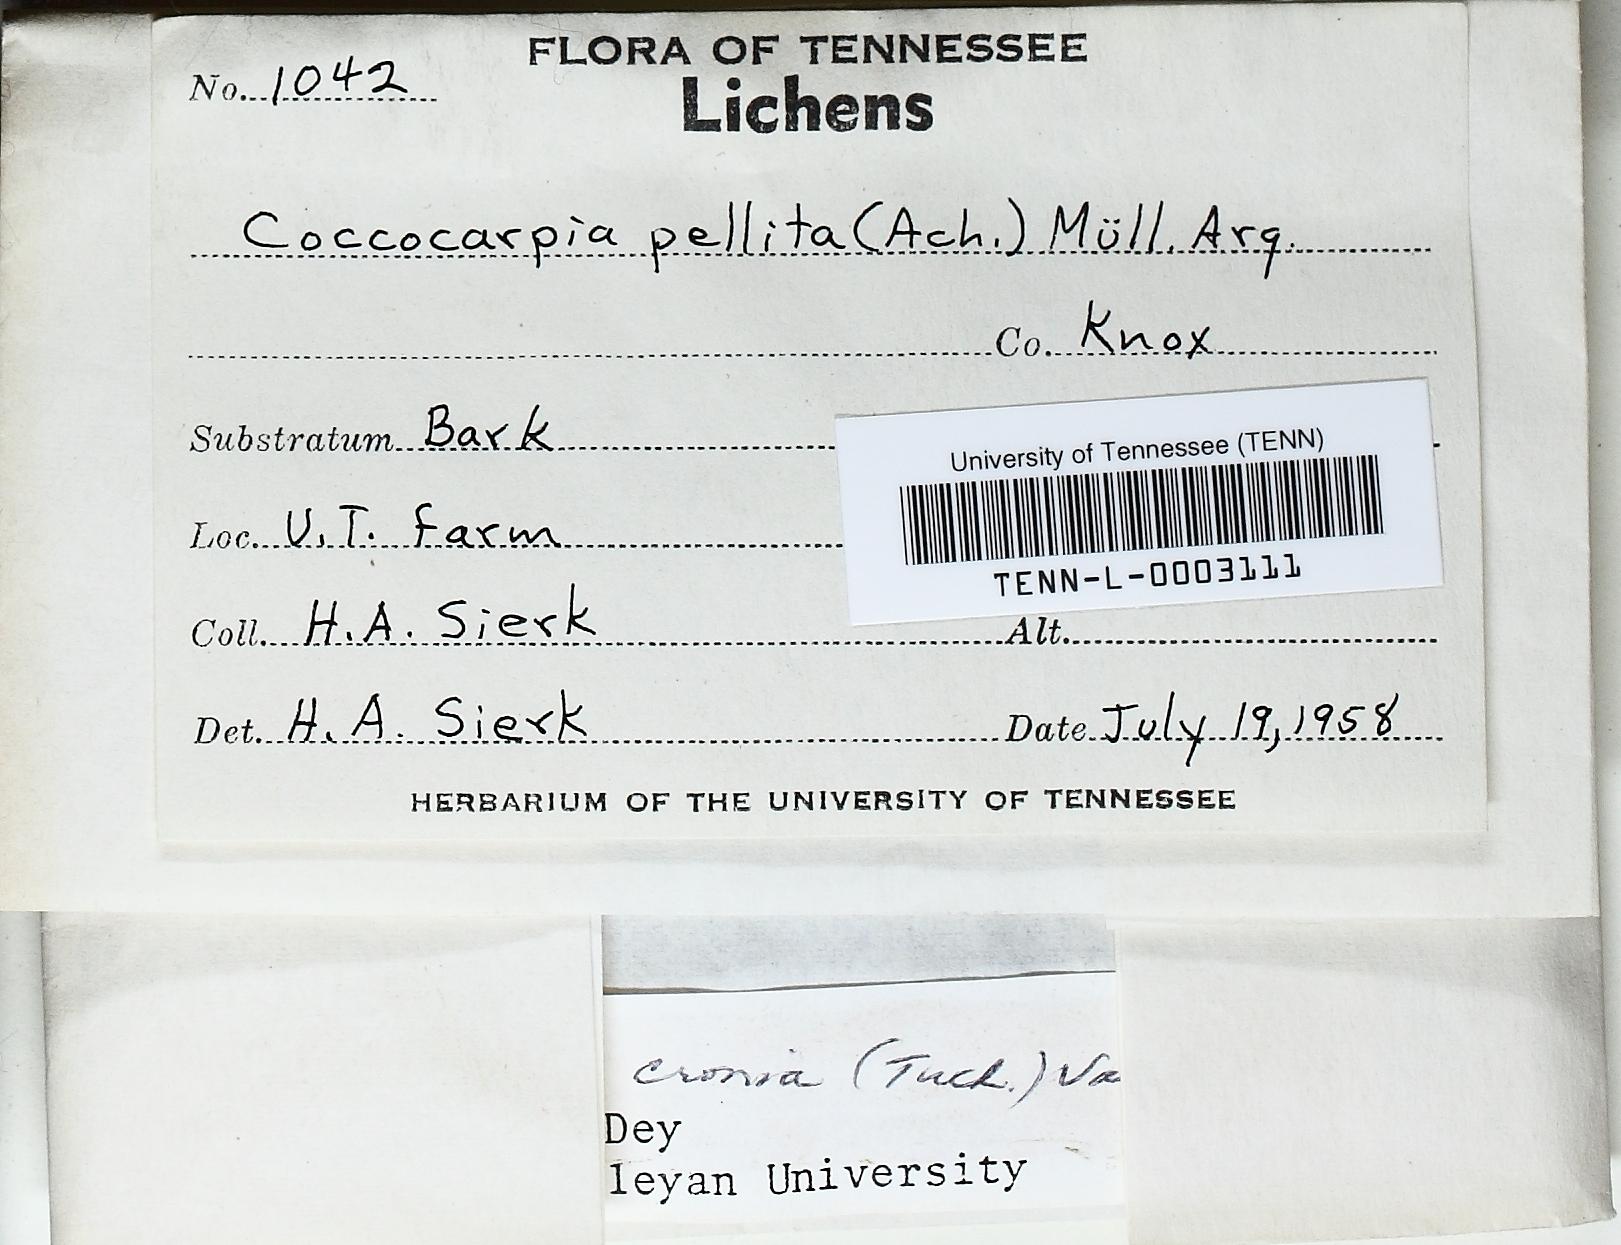 FLORA OF TENNESSEE
No. 1042
Lichens
Coccocarpia pellita (Ach.) Müll. Arg.
Co. Knox
Substratum Bark
University of Tennessee (TENN)
TENN-L-0003111
Loc. U.T. farm
Coll. H.A. Sierk Alt.
Det. H.A. Sierk Date July 19, 1958
HERBARIUM OF THE UNIVERSITY OF TENNESSEE
cronia (Tuck.) Va
Dey
leyan University